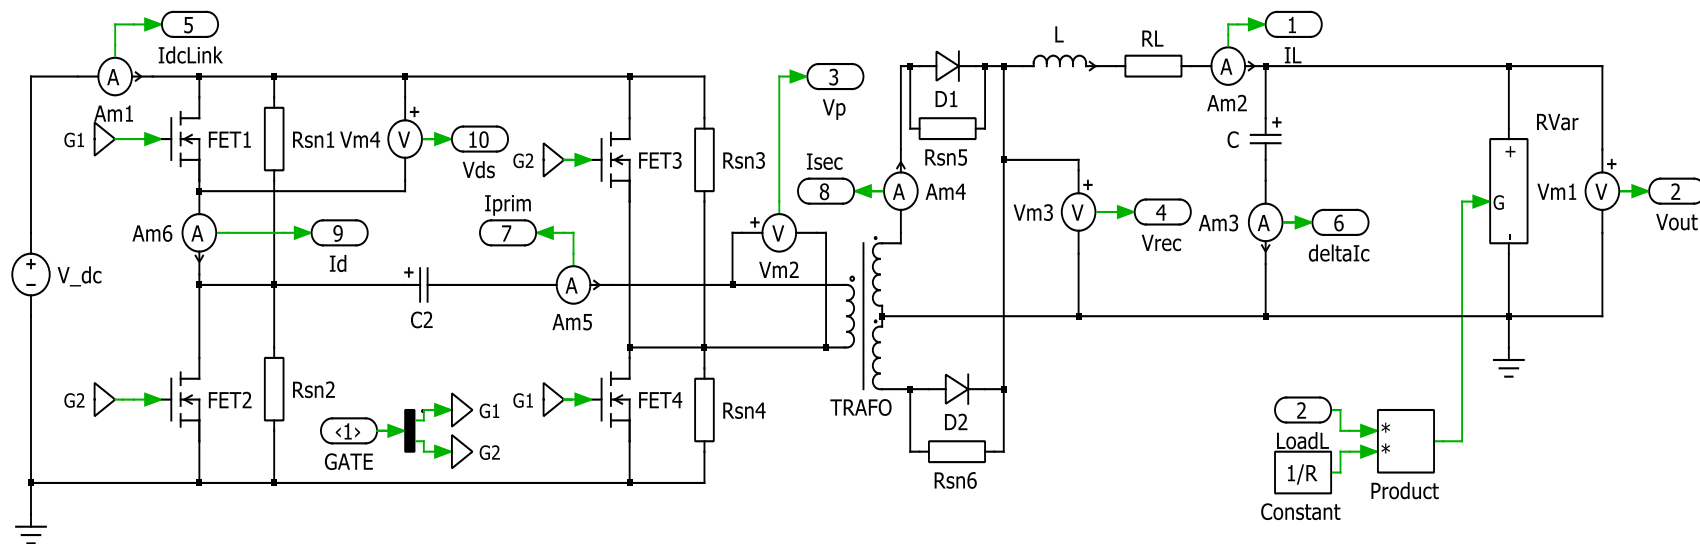 5
IdcLink
A
Am1
G1
FET1
Rsn1
Vm4
+
V
10
Vds
G2
FET3
Rsn3
3
Vp
D1
Rsn5
L
RL
1
IL
A
Am2
Isec
8
A
Am4
Vm3
+
V
4
Vrec
C
+
Am3
A
6
deltaIc
RVar
+
G
-
Vm1
+
V
2
Vout
Am6
A
9
Id
Iprim
7
+
V
Vm2
+
−
V_dc
+
C2
A
Am5
G2
FET2
Rsn2
<1>
GATE
G1
G2
G1
FET4
Rsn4
TRAFO
D2
Rsn6
2
LoadL
1/R
Constant
*
*
Product